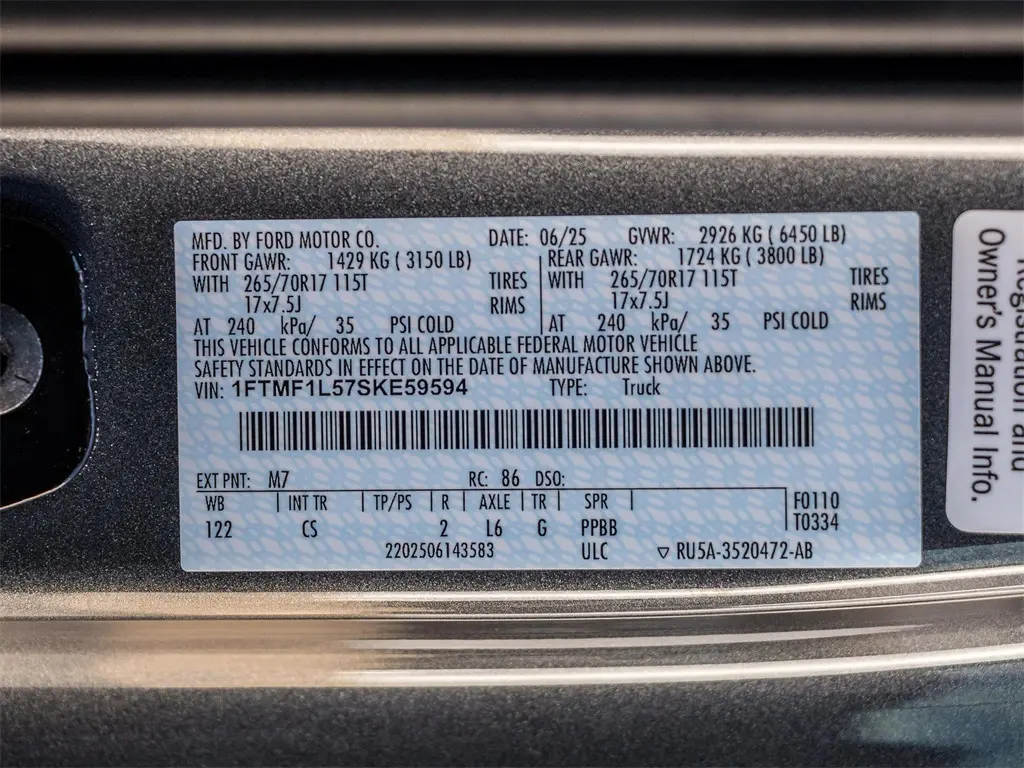 MFD. BY FORD MOTOR CO. DATE: 06/25 GVWR: 2926 KG ( 6450 LB)
FRONT GAWR: 1429 KG ( 3150 LB) REAR GAWR: 1724 KG ( 3800 LB)
WITH 265/70R17 115T TIRES WITH 265/70R17 115T TIRES
17x7.5J RIMS 17x7.5J RIMS
AT 240 kPa/ 35 PSI COLD AT 240 kPa/ 35 PSI COLD
THIS VEHICLE CONFORMS TO ALL APPLICABLE FEDERAL MOTOR VEHICLE
SAFETY STANDARDS IN EFFECT ON THE DATE OF MANUFACTURE SHOWN ABOVE.
VIN: 1FTMF1L57SKE59594 TYPE: Truck
EXT PNT: M7 RC: 86 DSO:
WB INT TR TP/PS R AXLE TR SPR F0110
122 CS 2 L6 G PPBB T0334
2202506143583 ULC ▽ RU5A-3520472-AB
Registration and
Owner's Manual Info.